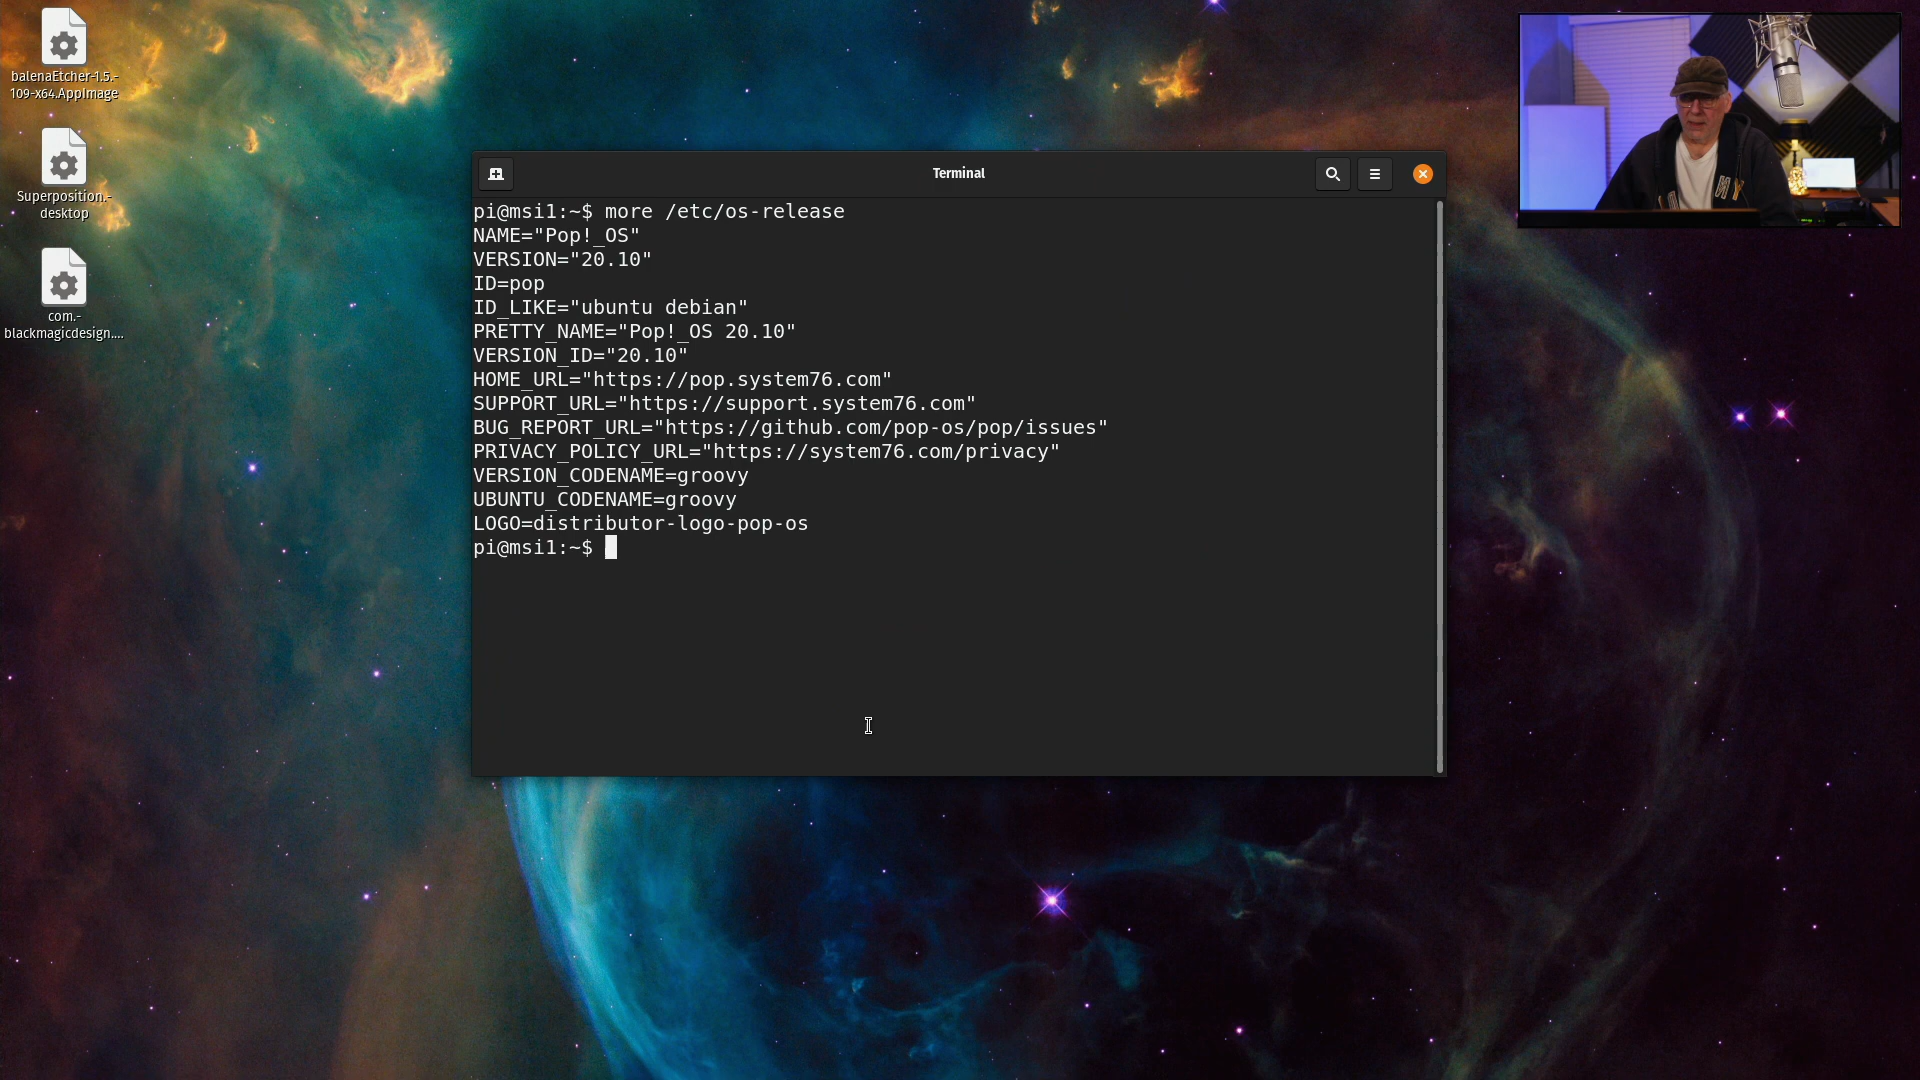 balenaEtcher-1.5.-
109-x64.AppImage
Superposition.-
desktop
com.-
blackmagicdesign....
Terminal
pi@msi1:~$ more /etc/os-release
NAME="Pop!_OS"
VERSION="20.10"
ID=pop
ID_LIKE="ubuntu debian"
PRETTY_NAME="Pop!_OS 20.10"
VERSION_ID="20.10"
HOME_URL="https://pop.system76.com"
SUPPORT_URL="https://support.system76.com"
BUG_REPORT_URL="https://github.com/pop-os/pop/issues"
PRIVACY_POLICY_URL="https://system76.com/privacy"
VERSION_CODENAME=groovy
UBUNTU_CODENAME=groovy
LOGO=distributor-logo-pop-os
pi@msi1:~$